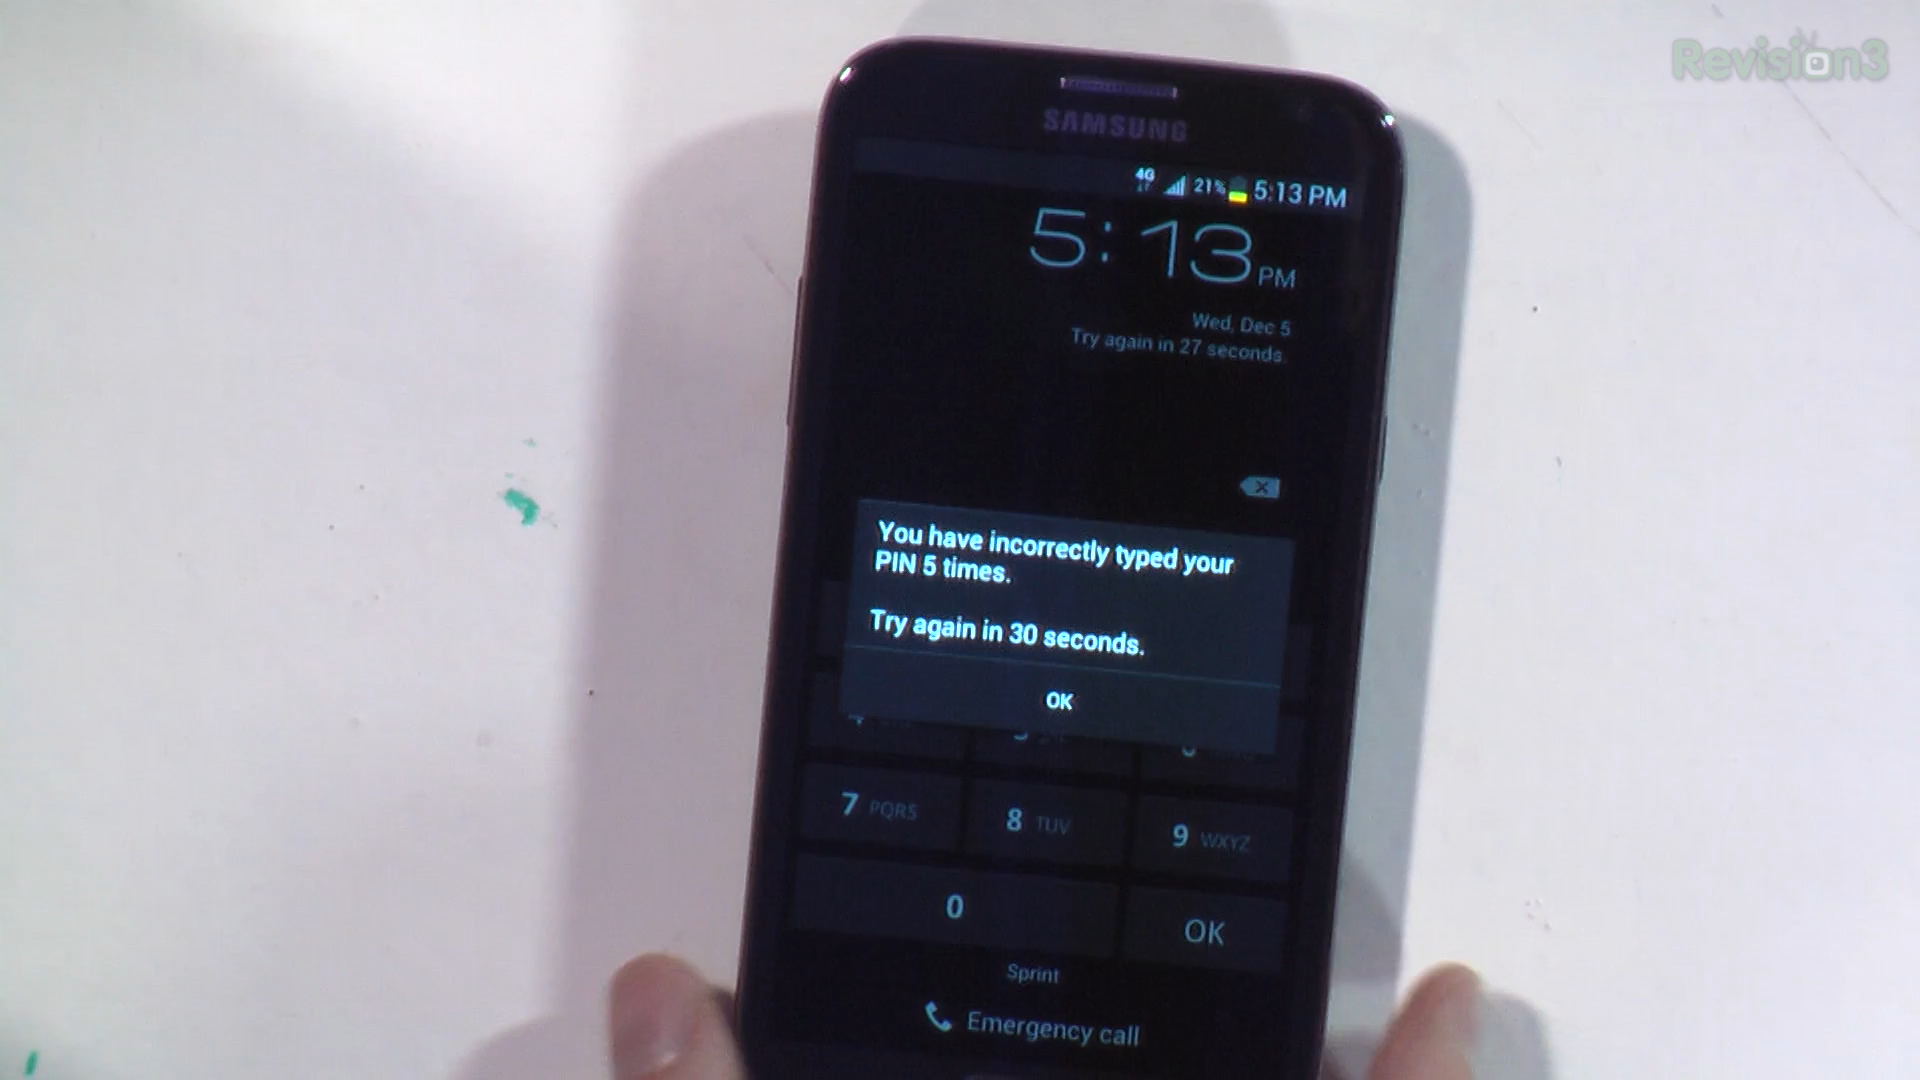 Revision3
SAMSUNG
4G 21% 5:13 PM
5:13 PM
Wed, Dec 5
Try again in 27 seconds.
You have incorrectly typed your
PIN 5 times.
Try again in 30 seconds.
OK
7 PQRS 8 TUV 9 WXYZ
0 OK
Sprint
Emergency call